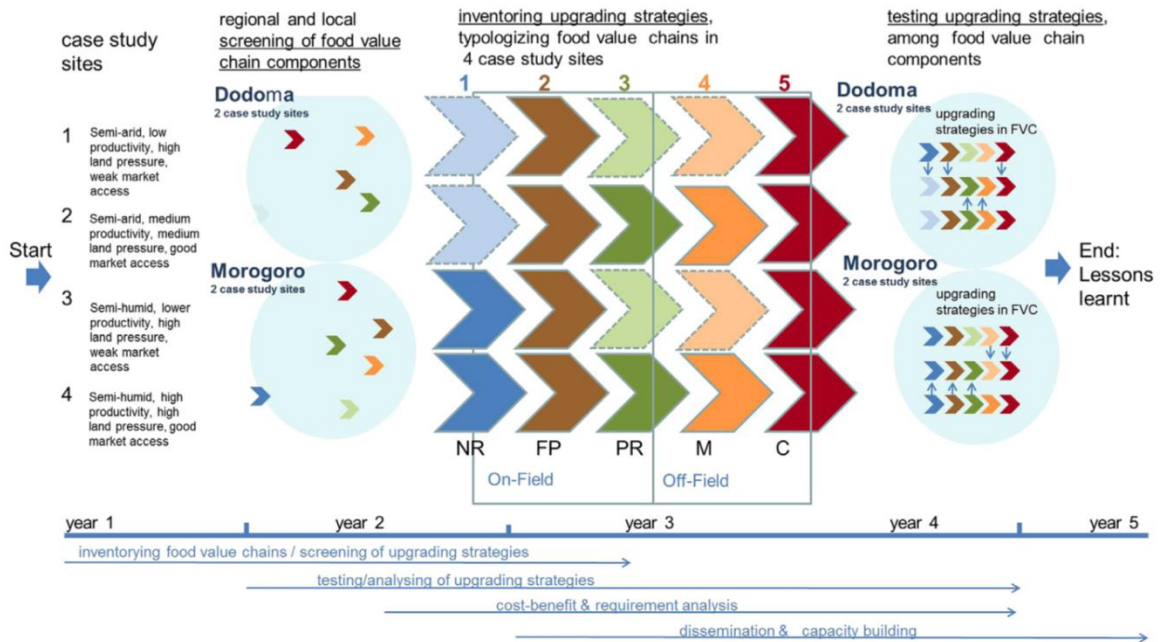 case study
sites
regional and local
screening of food value
chain components
inventoring upgrading strategies,
typologizing food value chains in
4 case study sites
testing upgrading strategies,
among food value chain
components
1
Semi-arid, low
productivity, high
land pressure,
weak market
access
2
Semi-arid, medium
productivity, medium
land pressure, good
market access
3
Semi-humid, lower
productivity, high
land pressure,
weak market
access
4
Semi-humid, high
productivity, high
land pressure, good
market access
Start
Dodoma
2 case study sites
Morogoro
2 case study sites
1 2 3 4 5
NR FP PR M C
On-Field Off-Field
Dodoma
2 case study sites
upgrading
strategies in FVC
Morogoro
2 case study sites
upgrading
strategies in FVC
End:
Lessons
learnt
year 1 year 2 year 3 year 4 year 5
inventorying food value chains / screening of upgrading strategies
testing/analysing of upgrading strategies
cost-benefit & requirement analysis
dissemination & capacity building